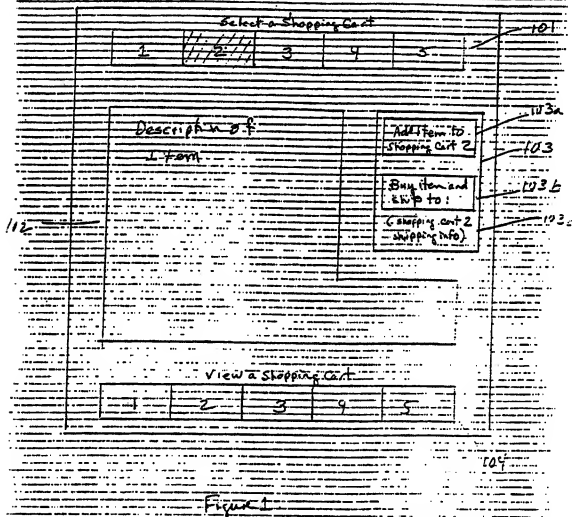 Select a Shopping Cart
101
1 2 3 4 5
Description of
Item
103a
Add item to
Shopping Cart 2
103
Buy item and
ship to:
103b
(shopping cart 2
shipping info)
103c
112
View a Shopping Cart
1 2 3 4 5
104
Figure 1